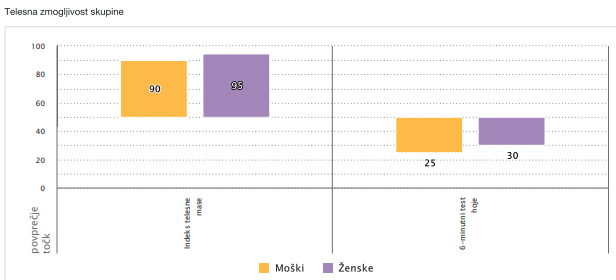 Telesna zmogljivost skupine
100
80
60
40
20
0
90
95
25
30
povprečje
točk
Indeks telesne
mase
6-minutni test
hoje
Moški
Ženske